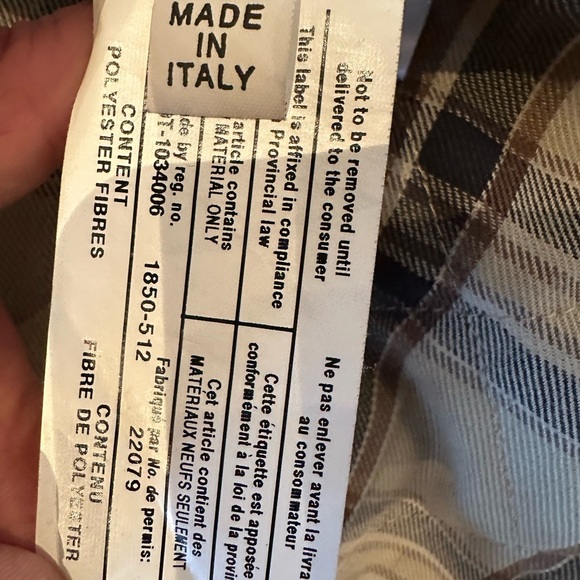 MADE
IN
ITALY
Not to be removed until
delivered to the consumer
This label is affixed in compliance
Provincial law
article contains
MATERIAL ONLY
de by reg. no.
-1034006
1850-512
CONTENT
POLYESTER FIBRES
Ne pas enlever avant la livra
au consommateur
Cette étiquette est apposée
conformément à la loi de la provin
Cet article contient des
MATÉRIAUX NEUFS SEULEMENT
Fabriqué par No. de permis:
22079
CONTENU
FIBRE DE POLYESTER